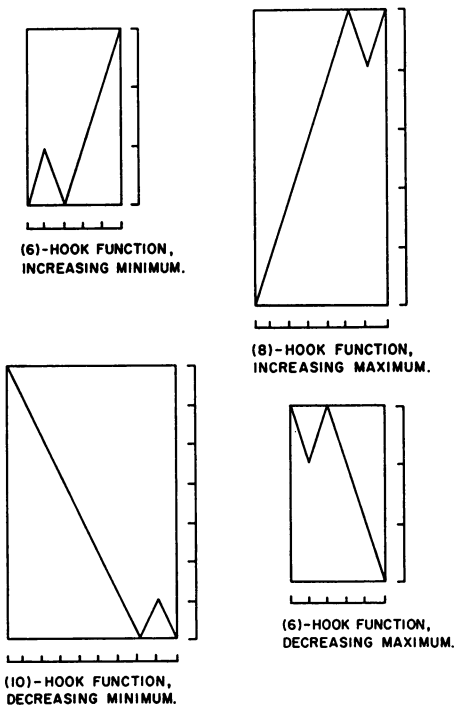 (6)-HOOK FUNCTION,
INCREASING MINIMUM.
(8)-HOOK FUNCTION,
INCREASING MAXIMUM.
(6)-HOOK FUNCTION,
DECREASING MAXIMUM.
(10)-HOOK FUNCTION,
DECREASING MINIMUM.